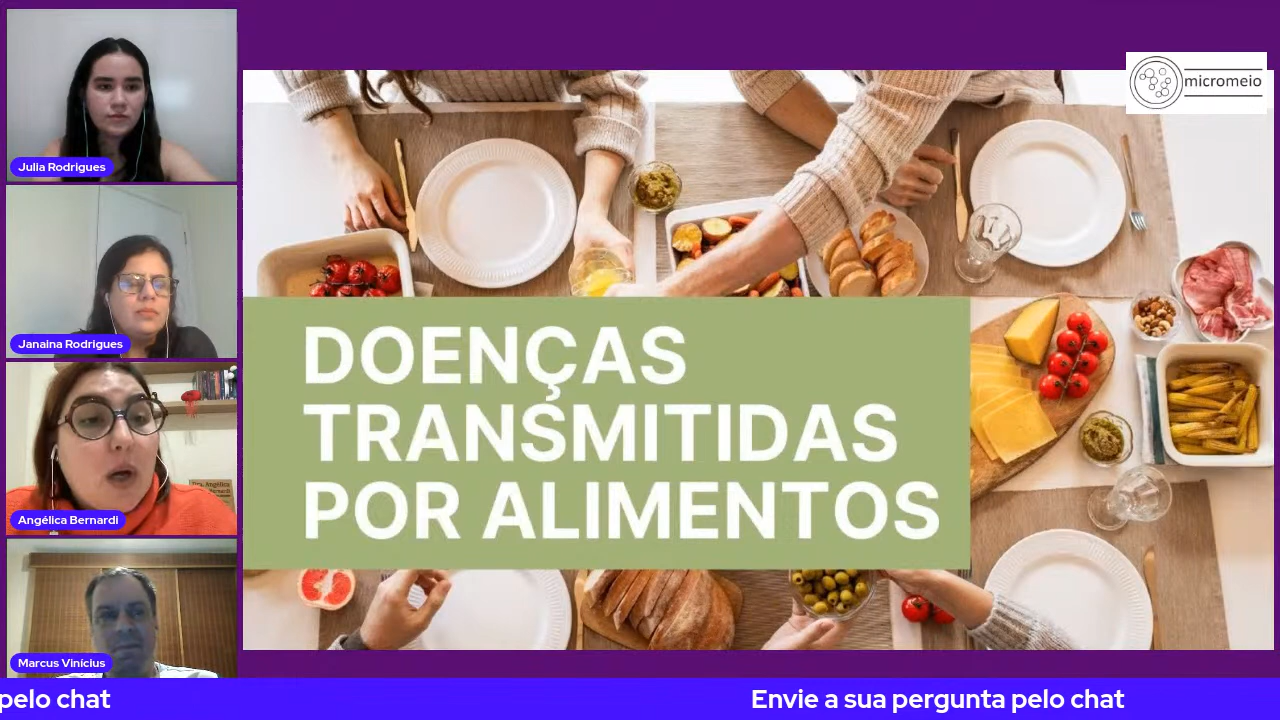 Julia Rodrigues
Janaina Rodrigues
Angélica Bernardi
Marcus Vinícius
micromeio
DOENÇAS
TRANSMITIDAS
POR ALIMENTOS
pelo chat
Envie a sua pergunta pelo chat